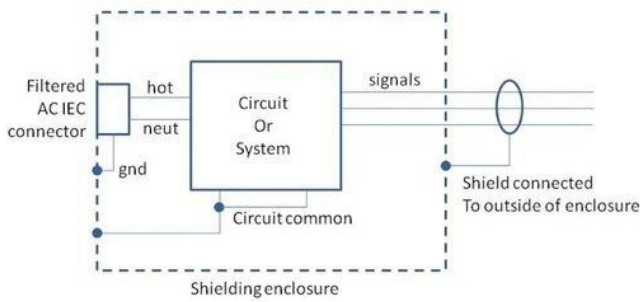 Filtered
AC IEC
connector
hot
neut
gnd
Circuit
Or
System
signals
Circuit common
Shield connected
To outside of enclosure
Shielding enclosure